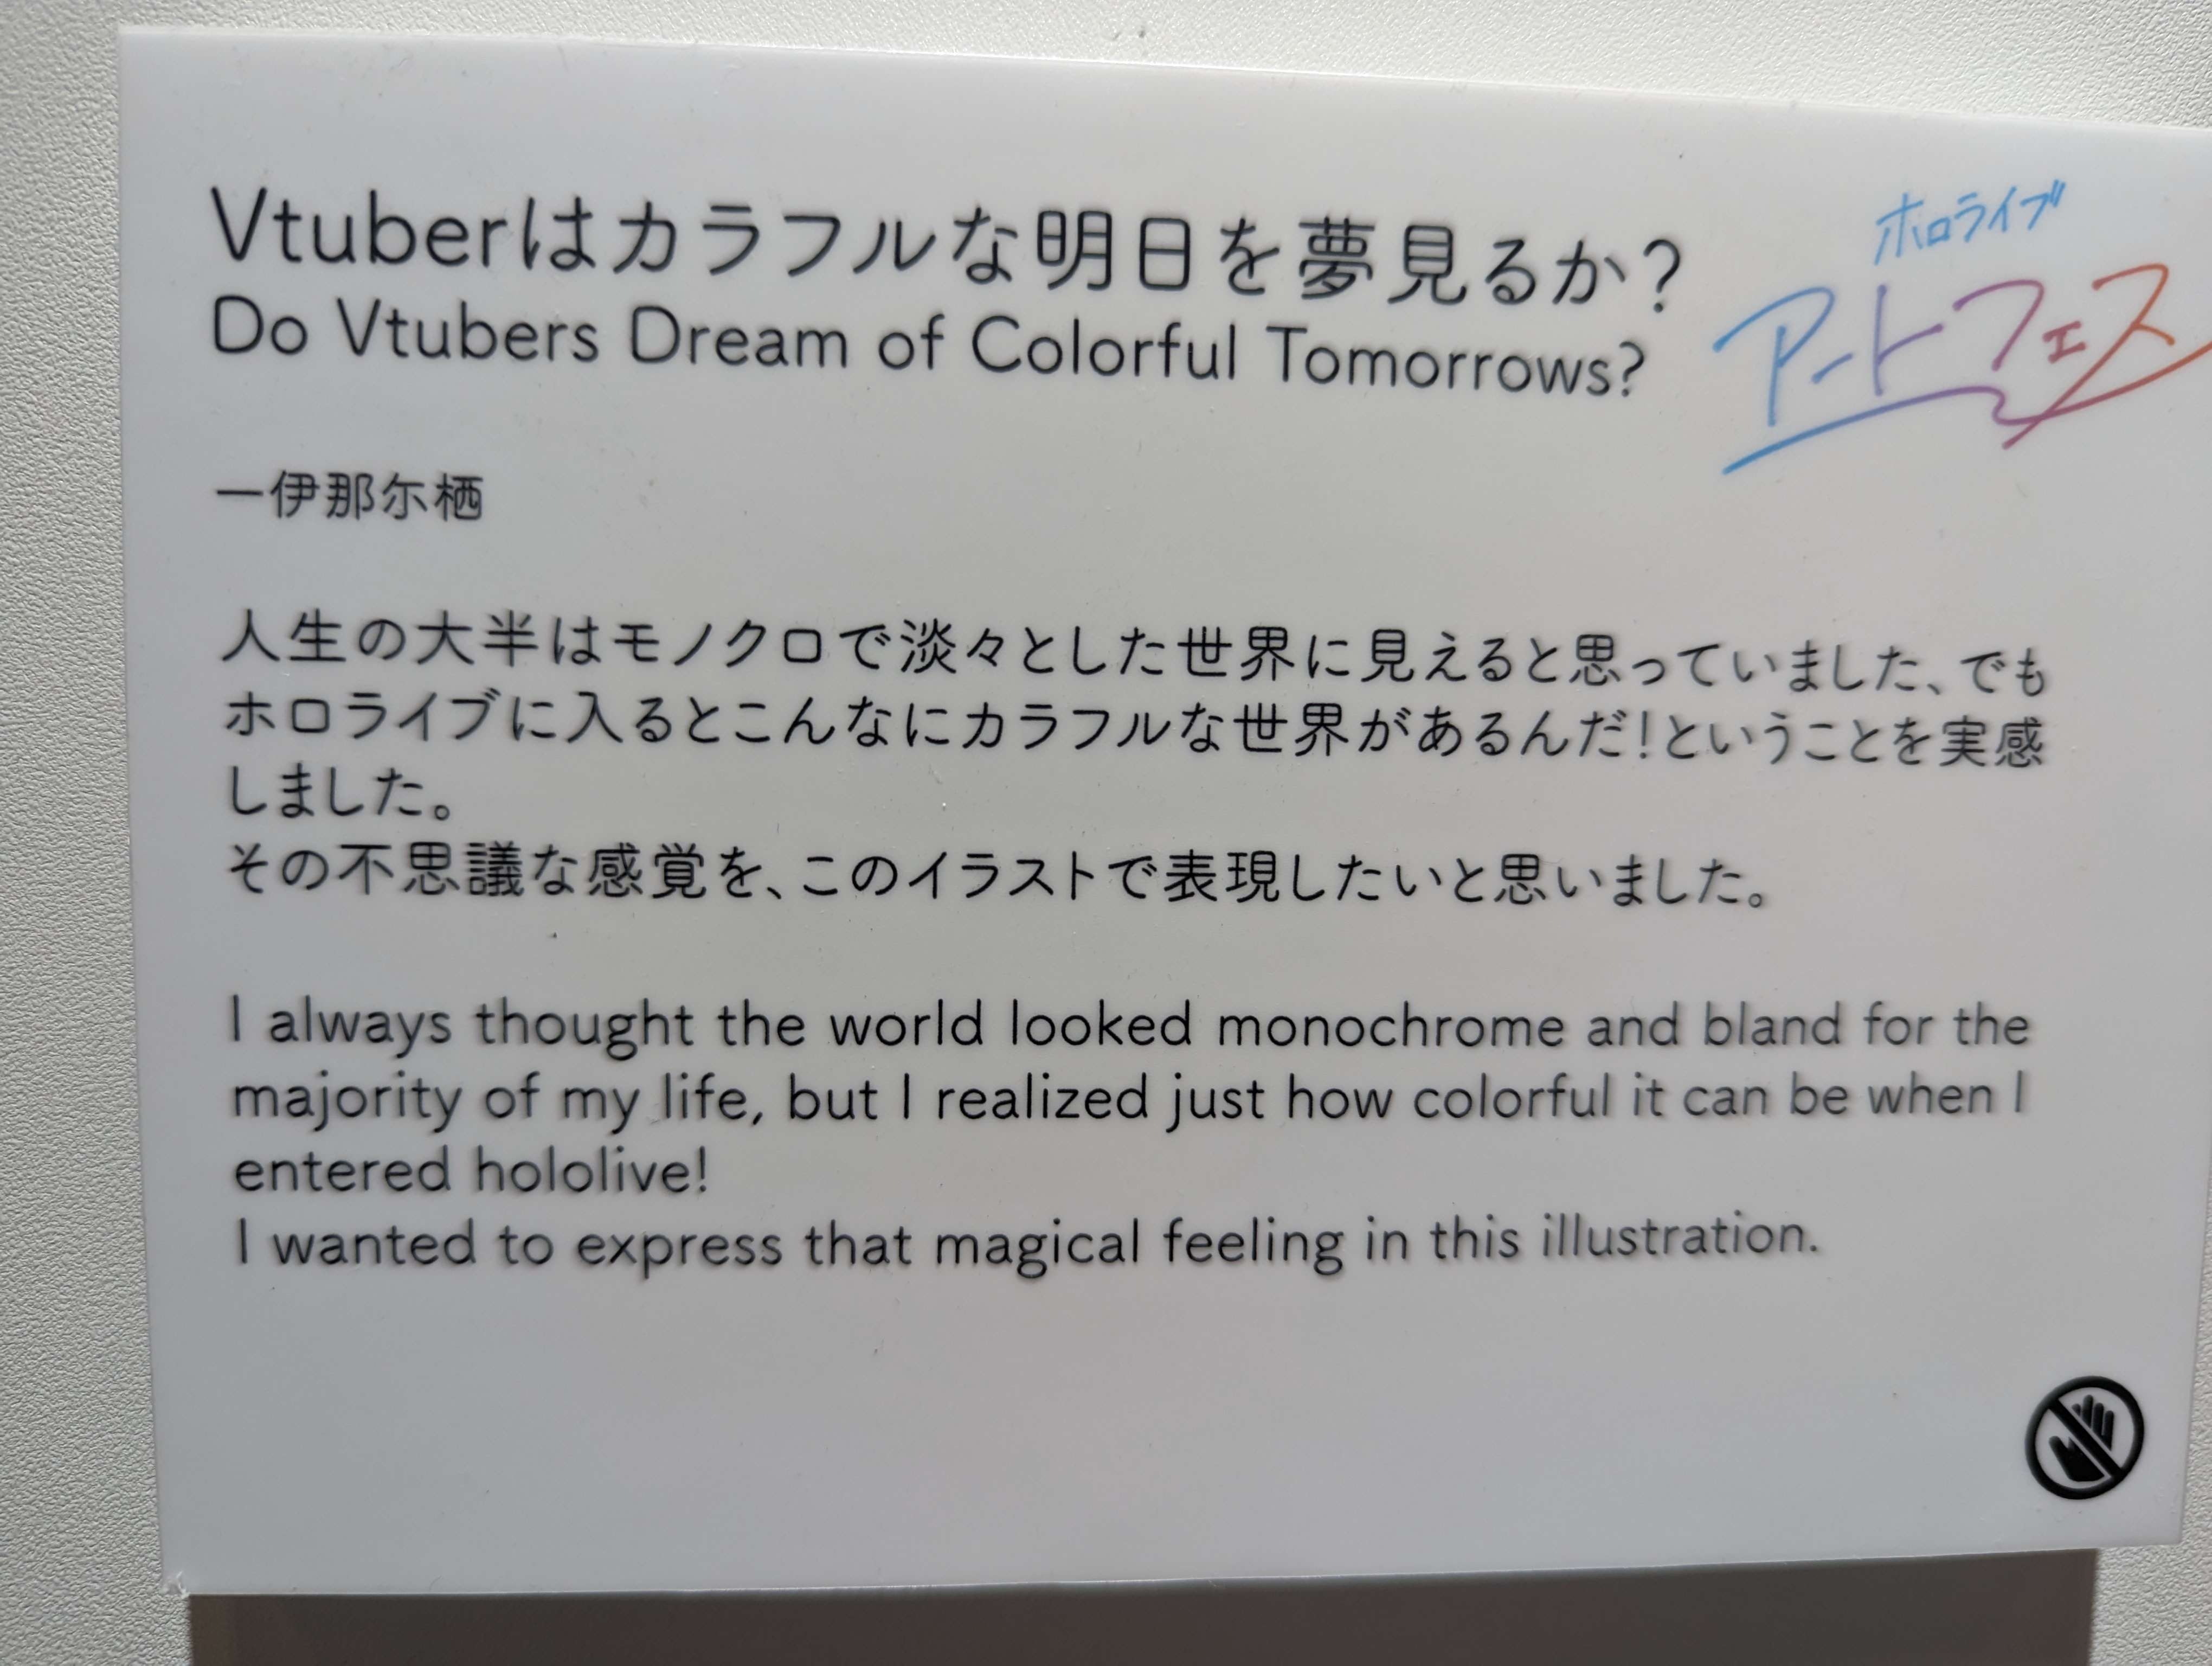 Vtuberはカラフルな明日を夢見るか?
Do Vtubers Dream of Colorful Tomorrows?
ホロライブ
アートフェス
一伊那尓栖
人生の大半はモノクロで淡々とした世界に見えると思っていました、でも
ホロライブに入るとこんなにカラフルな世界があるんだ!ということを実感
しました。
その不思議な感覚を、このイラストで表現したいと思いました。
I always thought the world looked monochrome and bland for the
majority of my life, but I realized just how colorful it can be when I
entered hololive!
I wanted to express that magical feeling in this illustration.